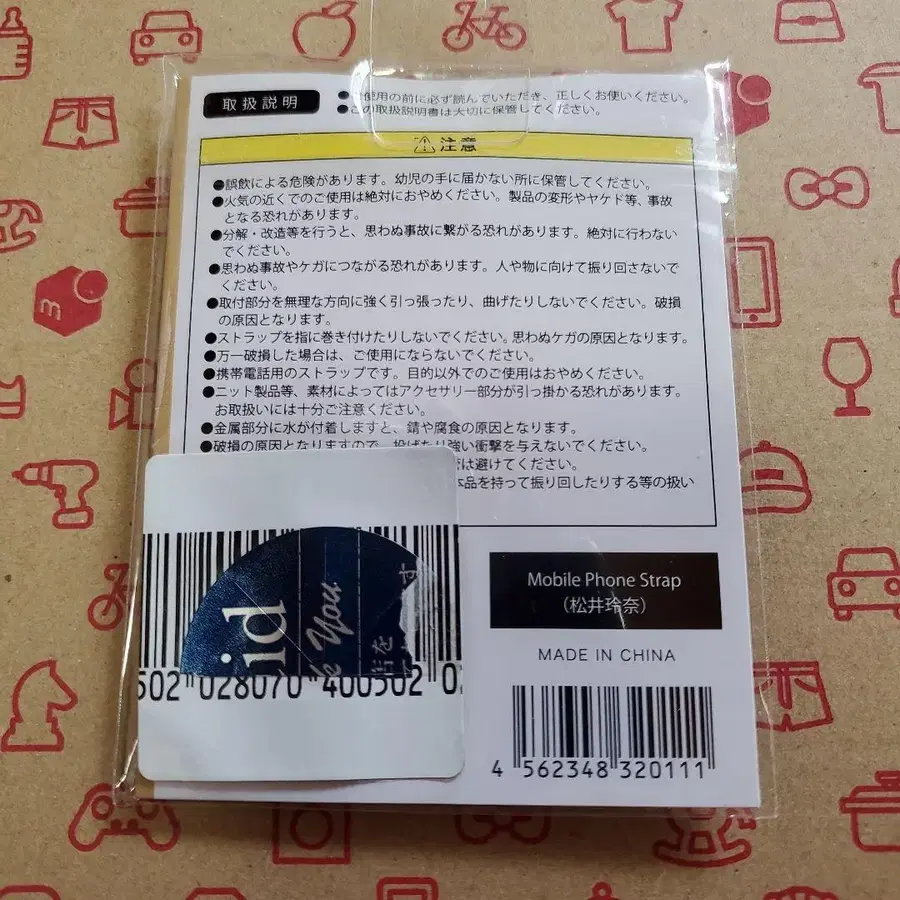 取扱説明
使用の前に必ず読んでいただき、正しくお使いください。
●この取扱説明書は大切に保管してください。
⚠注意
●誤飲による危険があります。幼児の手に届かない所に保管してください。
●火気の近くでのご使用は絶対におやめください。製品の変形やヤケド等、事故
となる恐れがあります。
●分解・改造等を行うと、思わぬ事故に繋がる恐れがあります。絶対に行わない
でください。
●思わぬ事故やケガにつながる恐れがあります。人や物に向けて振り回さないで
ください。
●取付部分を無理な方向に強く引っ張ったり、曲げたりしないでください。破損
の原因となります。
●ストラップを指に巻き付けたりしないでください。思わぬケガの原因となります。
●万一破損した場合は、ご使用にならないでください。
●携帯電話用のストラップです。目的以外でのご使用はおやめください。
●ニット製品等、素材によってはアクセサリー部分が引っ掛かる恐れがあります。
お取扱いには十分ご注意ください。
●金属部分に水が付着しますと、錆や腐食の原因となります。
●破損の原因となりますので、投げたり強い衝撃を与えないでください。
は避けてください。
本品を持って振り回したりする等の扱い
id
You
を
す
502 028070 400502 02
Mobile Phone Strap
（松井玲奈）
MADE IN CHINA
4 562348 320111